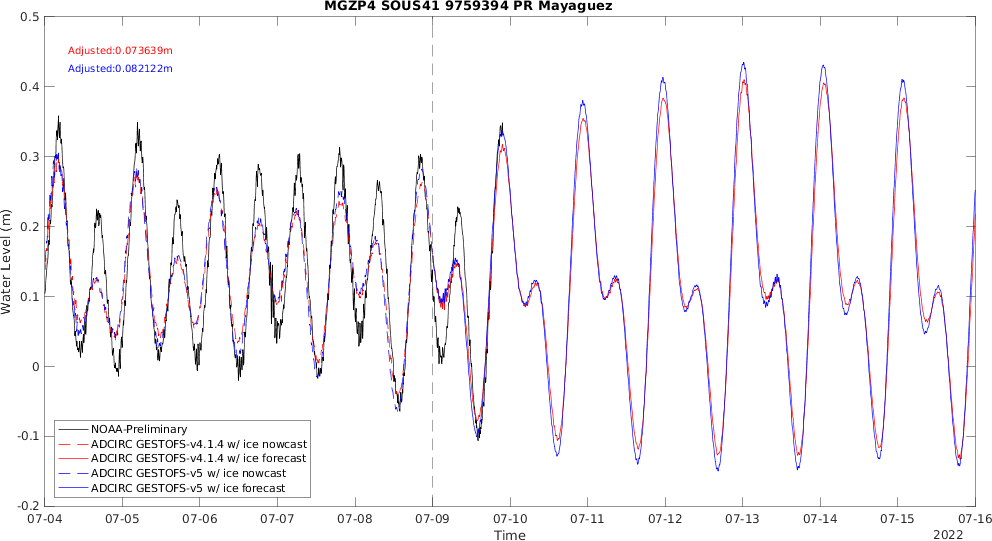 MGZP4 SOUS41 9759394 PR Mayaguez
Adjusted:0.073639m
Adjusted:0.082122m
Water Level (m)
0.5
0.4
0.3
0.2
0.1
0
-0.1
-0.2
NOAA-Preliminary
ADCIRC GESTOFS-v4.1.4 w/ ice nowcast
ADCIRC GESTOFS-v4.1.4 w/ ice forecast
ADCIRC GESTOFS-v5 w/ ice nowcast
ADCIRC GESTOFS-v5 w/ ice forecast
07-04 07-05 07-06 07-07 07-08 07-09 07-10 07-11 07-12 07-13 07-14 07-15 07-16
Time
2022